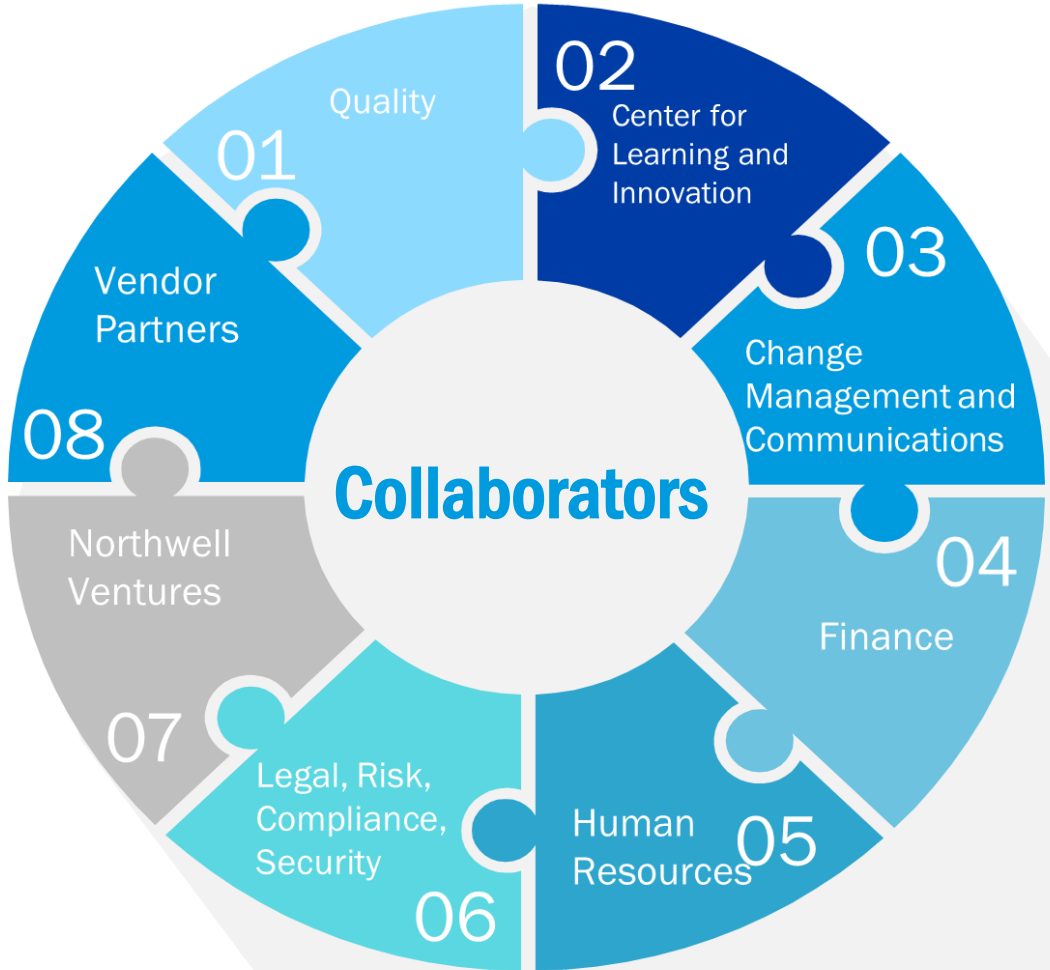 01
Quality
02
Center for
Learning and
Innovation
03
Change
Management and
Communications
04
Finance
05
Human
Resources
06
Legal, Risk,
Compliance,
Security
07
Northwell
Ventures
08
Vendor
Partners
Collaborators